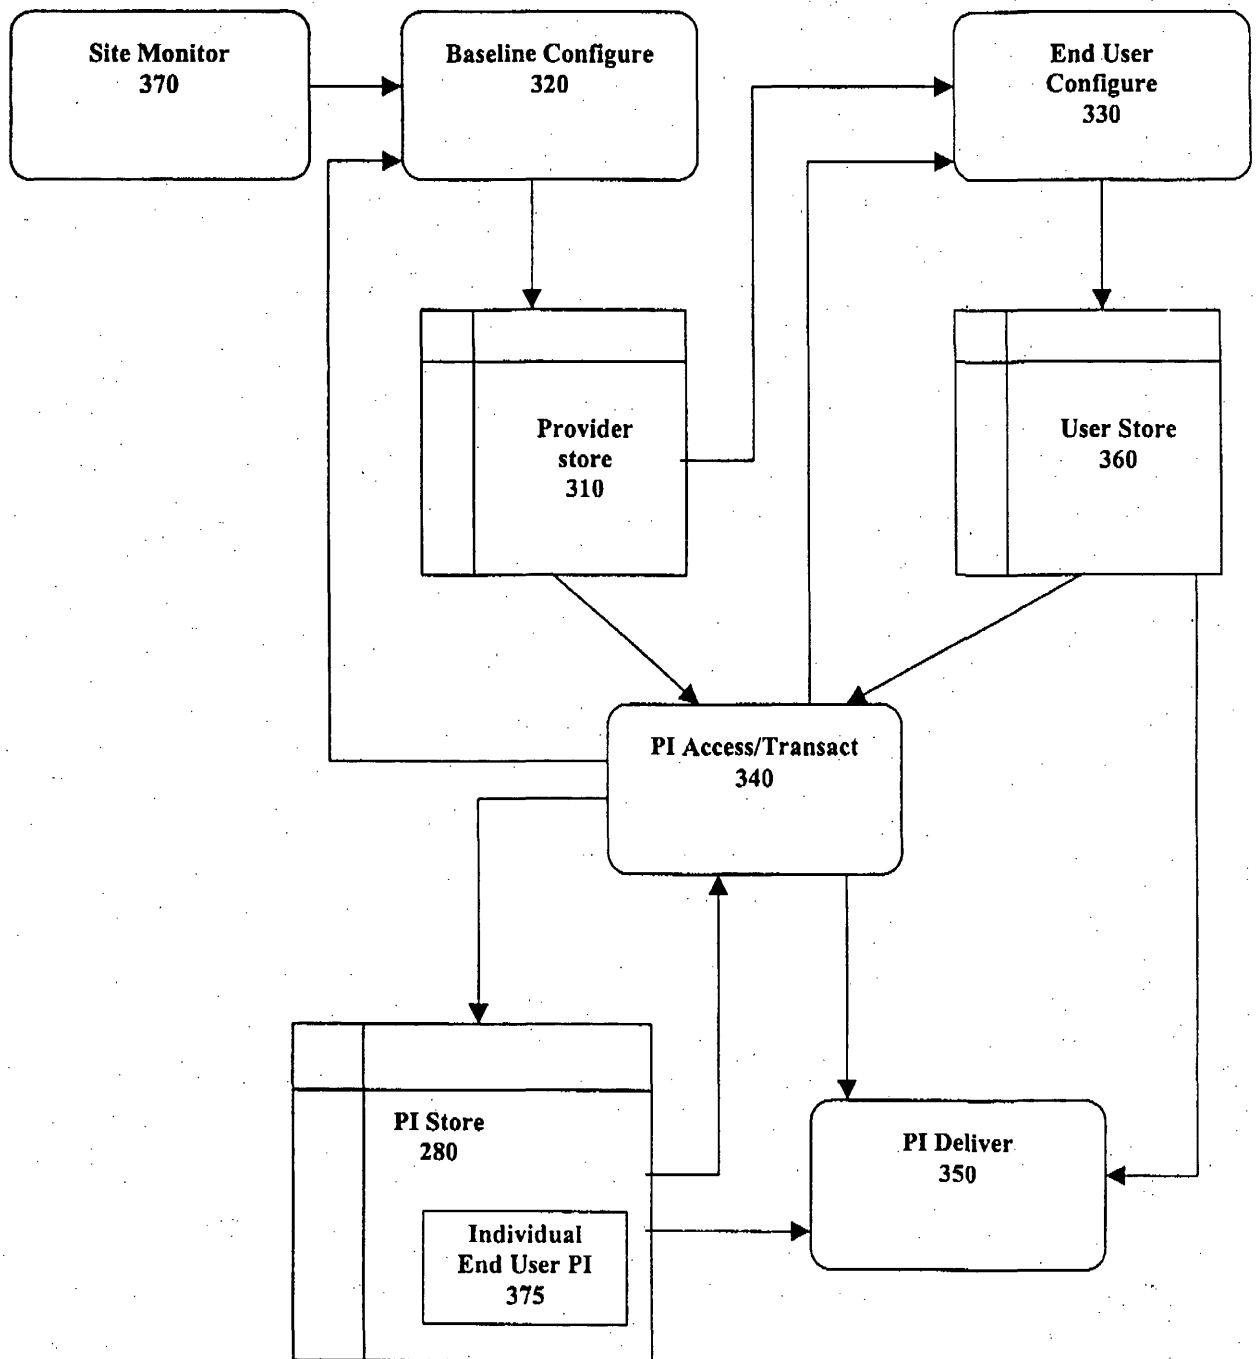 Site Monitor
370
Baseline Configure
320
End User
Configure
330
Provider
store
310
User Store
360
PI Access/Transact
340
PI Store
280
Individual
End User PI
375
PI Deliver
350